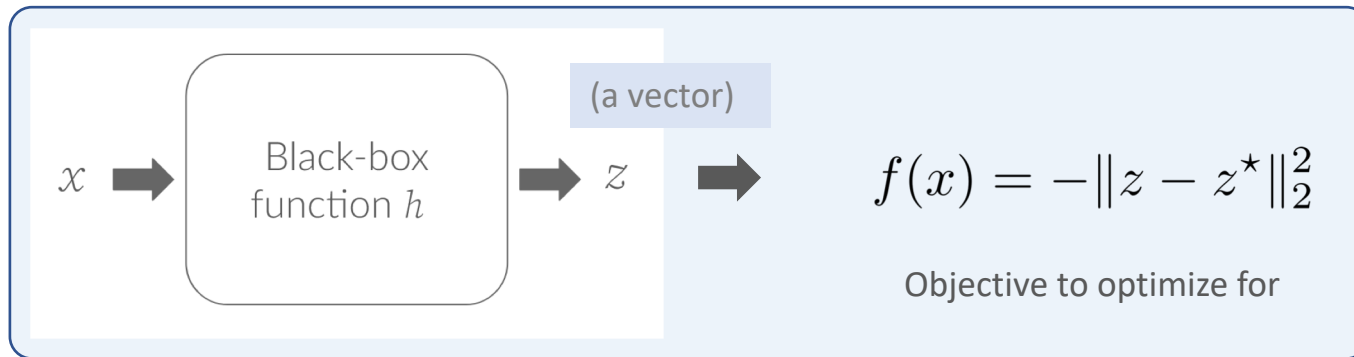 (a vector)
x
Black-box
function h
z
f(x) = −‖z − z⋆‖₂²
Objective to optimize for